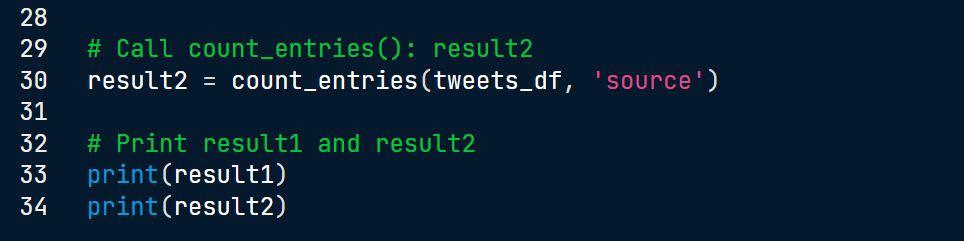 28
29 # Call count_entries(): result2
30 result2 = count_entries(tweets_df, 'source')
31
32 # Print result1 and result2
33 print(result1)
34 print(result2)